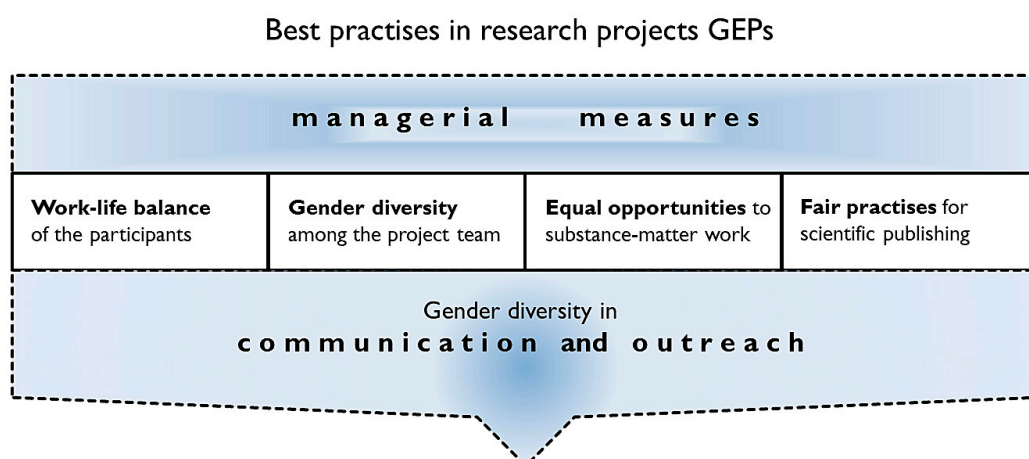 Best practises in research projects GEPs
managerial measures
Work-life balance
of the participants
Gender diversity
among the project team
Equal opportunities to
substance-matter work
Fair practises for
scientific publishing
Gender diversity in
communication and outreach